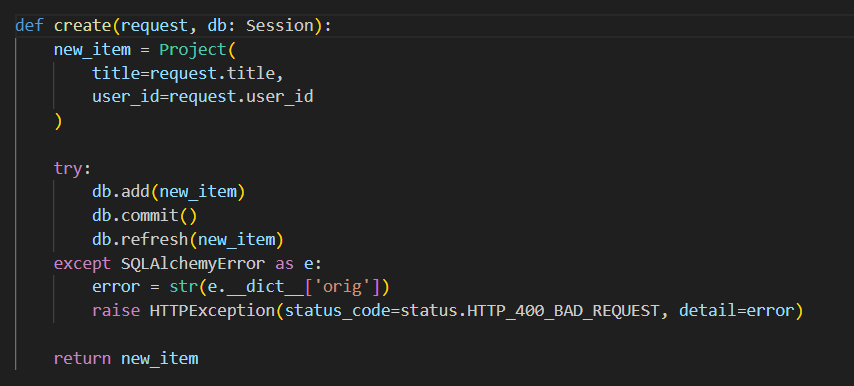 def create(request, db: Session):
    new_item = Project(
        title=request.title,
        user_id=request.user_id
    )
    try:
        db.add(new_item)
        db.commit()
        db.refresh(new_item)
    except SQLAlchemyError as e:
        error = str(e.__dict__['orig'])
        raise HTTPException(status_code=status.HTTP_400_BAD_REQUEST, detail=error)
    return new_item